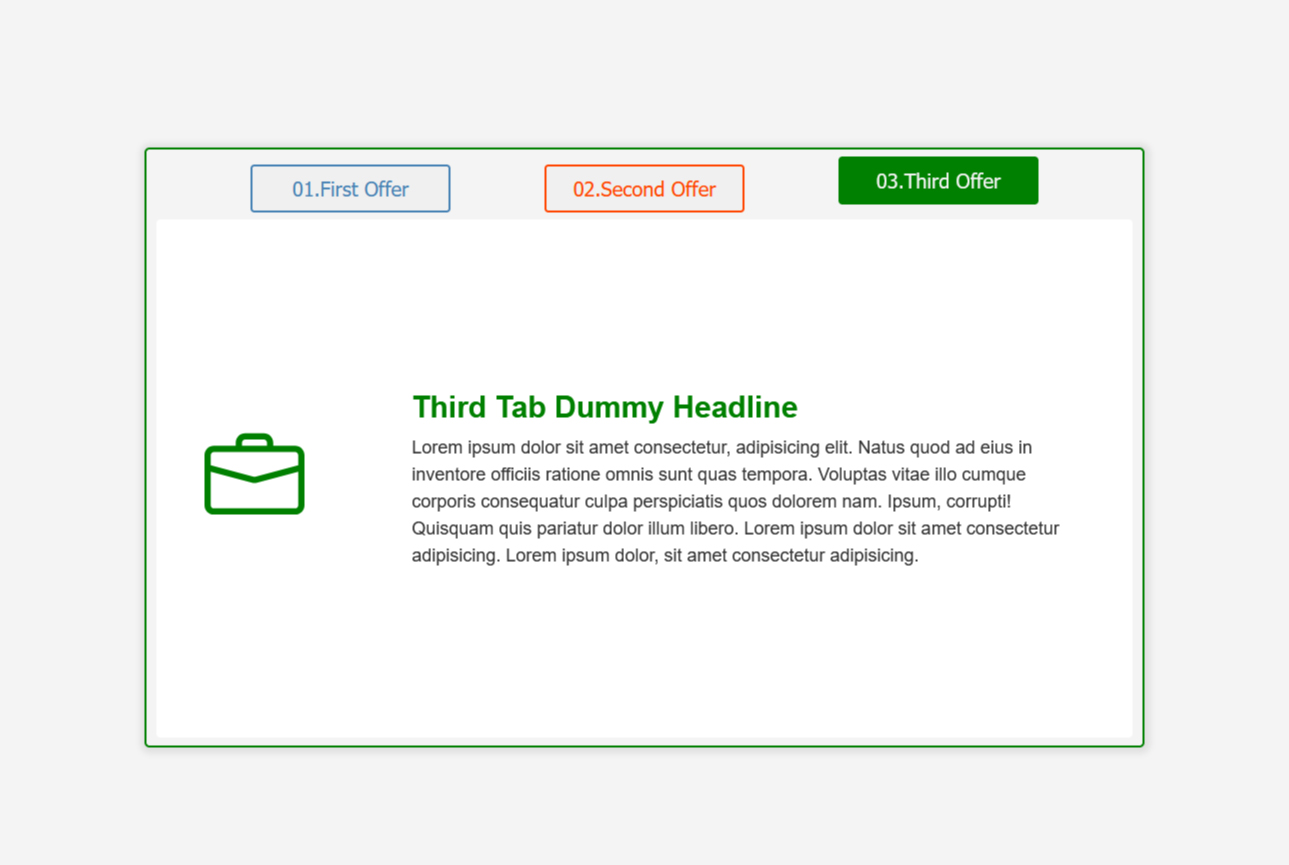 01.First Offer
02.Second Offer
03.Third Offer
Third Tab Dummy Headline
Lorem ipsum dolor sit amet consectetur, adipisicing elit. Natus quod ad eius in
inventore officiis ratione omnis sunt quas tempora. Voluptas vitae illo cumque
corporis consequatur culpa perspiciatis quos dolorem nam. Ipsum, corrupti!
Quisquam quis pariatur dolor illum libero. Lorem ipsum dolor sit amet consectetur
adipisicing. Lorem ipsum dolor, sit amet consectetur adipisicing.